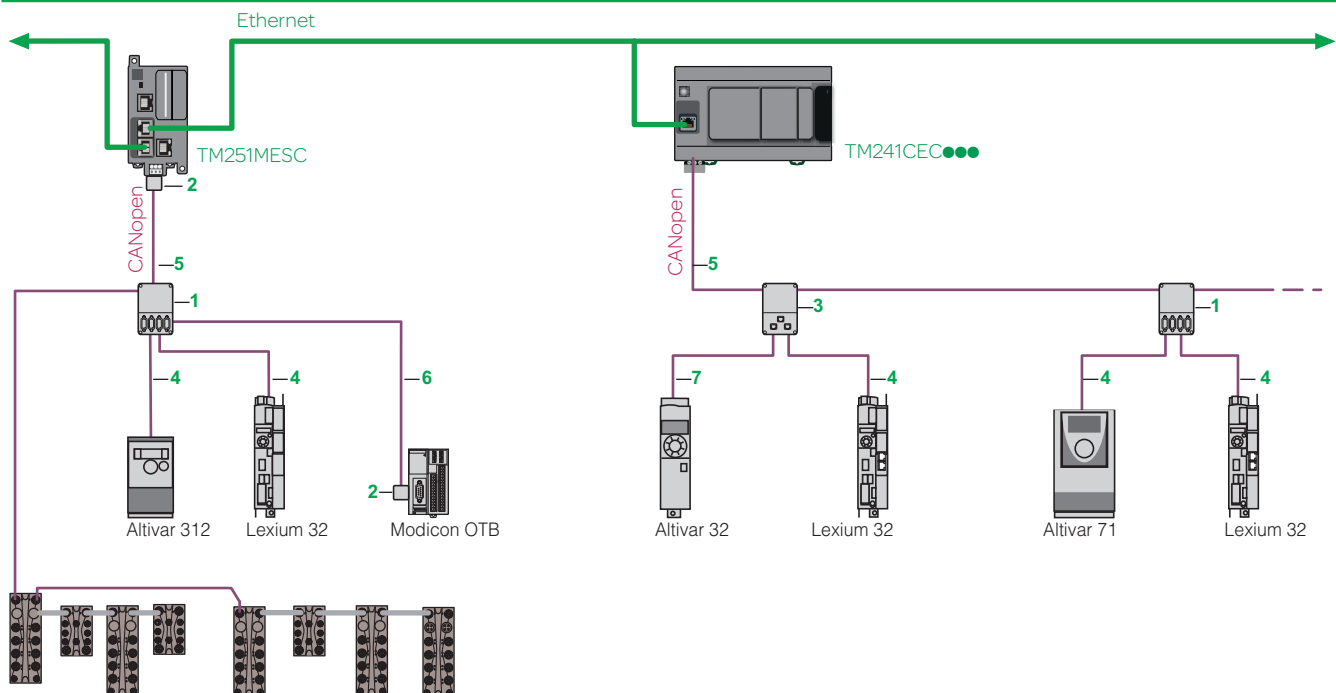 Ethernet
TM251MESC
TM241CEC●●●
2
CANopen
CANopen
5
5
1
3
1
4
4
6
7
4
4
4
2
Altivar 312
Lexium 32
Modicon OTB
Altivar 32
Lexium 32
Altivar 71
Lexium 32